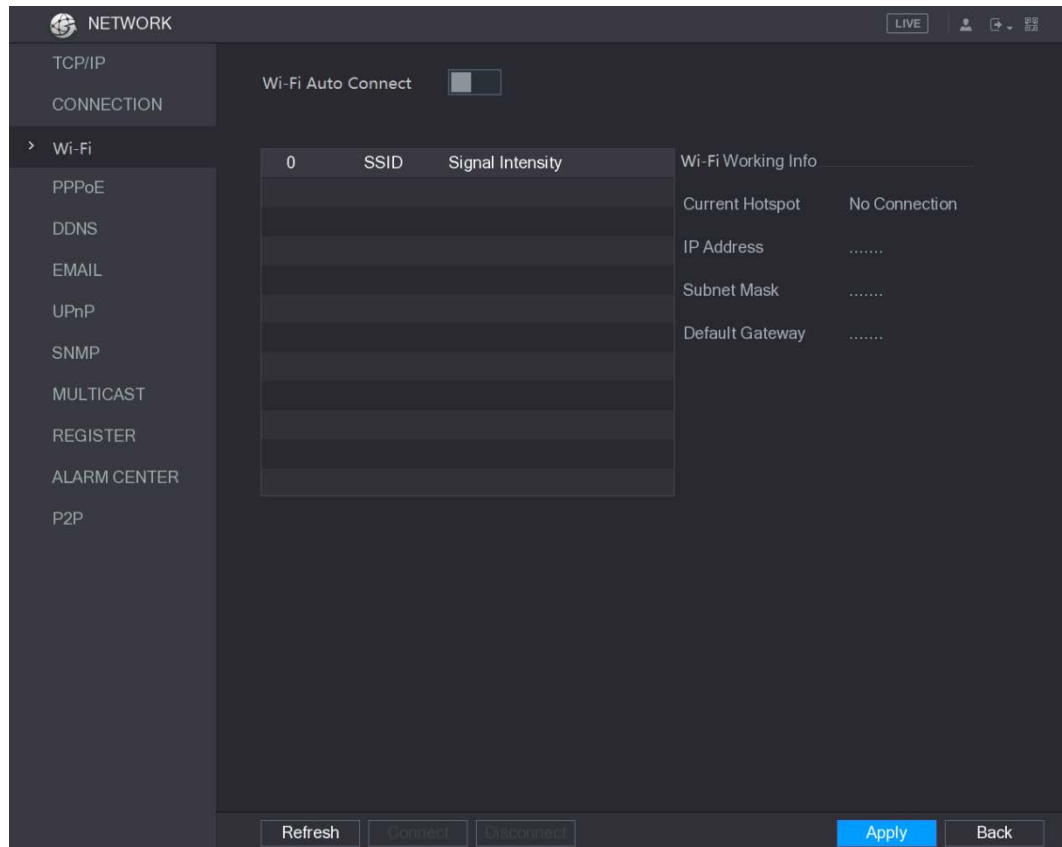 NETWORK
LIVE
TCP/IP
CONNECTION
Wi-Fi
PPPoE
DDNS
EMAIL
UPnP
SNMP
MULTICAST
REGISTER
ALARM CENTER
P2P
Wi-Fi Auto Connect
0 SSID Signal Intensity
Wi-Fi Working Info
Current Hotspot No Connection
IP Address .......
Subnet Mask .......
Default Gateway .......
Refresh Connect Disconnect Apply Back